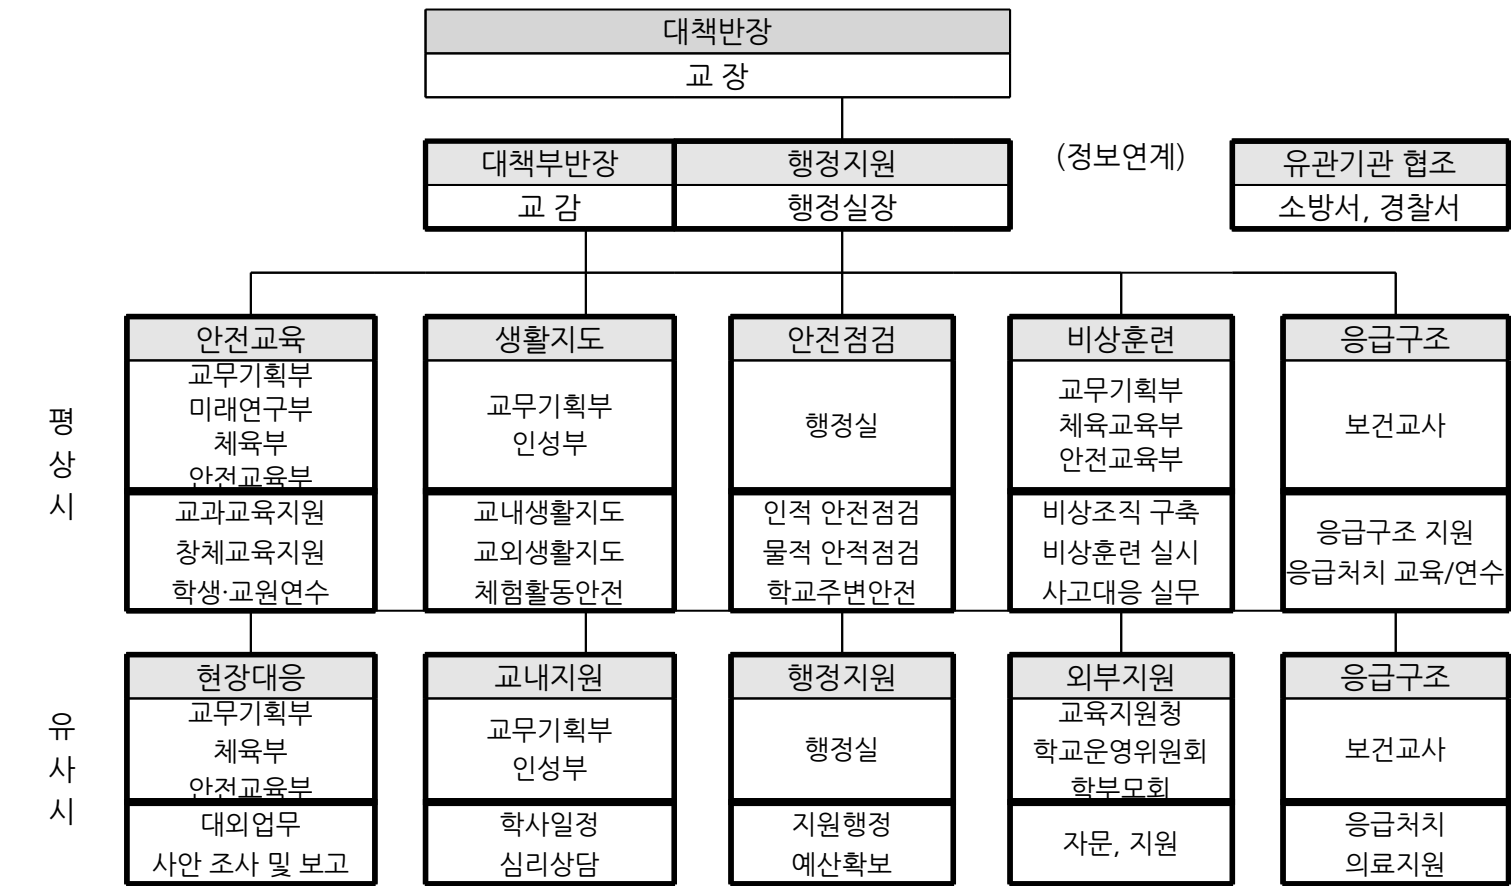 대책반장
교 장
대책부반장
교 감
행정지원
행정실장
(정보연계)
유관기관 협조
소방서, 경찰서
평
상
시
안전교육
교무기획부
미래연구부
체육부
안전교육부
교과교육지원
창체교육지원
학생·교원연수
생활지도
교무기획부
인성부
교내생활지도
교외생활지도
체험활동안전
안전점검
행정실
인적 안전점검
물적 안적점검
학교주변안전
비상훈련
교무기획부
체육교육부
안전교육부
비상조직 구축
비상훈련 실시
사고대응 실무
응급구조
보건교사
응급구조 지원
응급처치 교육/연수
유
사
시
현장대응
교무기획부
체육부
안전교육부
대외업무
사안 조사 및 보고
교내지원
교무기획부
인성부
학사일정
심리상담
행정지원
행정실
지원행정
예산확보
외부지원
교육지원청
학교운영위원회
학부모회
자문, 지원
응급구조
보건교사
응급처치
의료지원